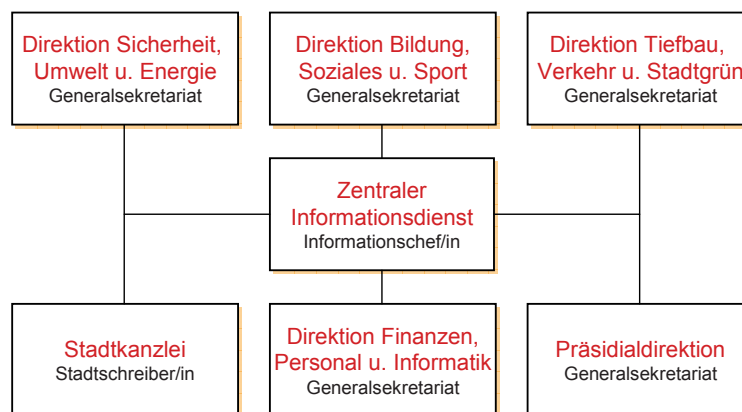 Direktion Sicherheit,
Umwelt u. Energie
Generalsekretariat
Direktion Bildung,
Soziales u. Sport
Generalsekretariat
Direktion Tiefbau,
Verkehr u. Stadtgrün
Generalsekretariat
Zentraler
Informationsdienst
Informationschef/in
Stadtkanzlei
Stadtschreiber/in
Direktion Finanzen,
Personal u. Informatik
Generalsekretariat
Präsidialdirektion
Generalsekretariat